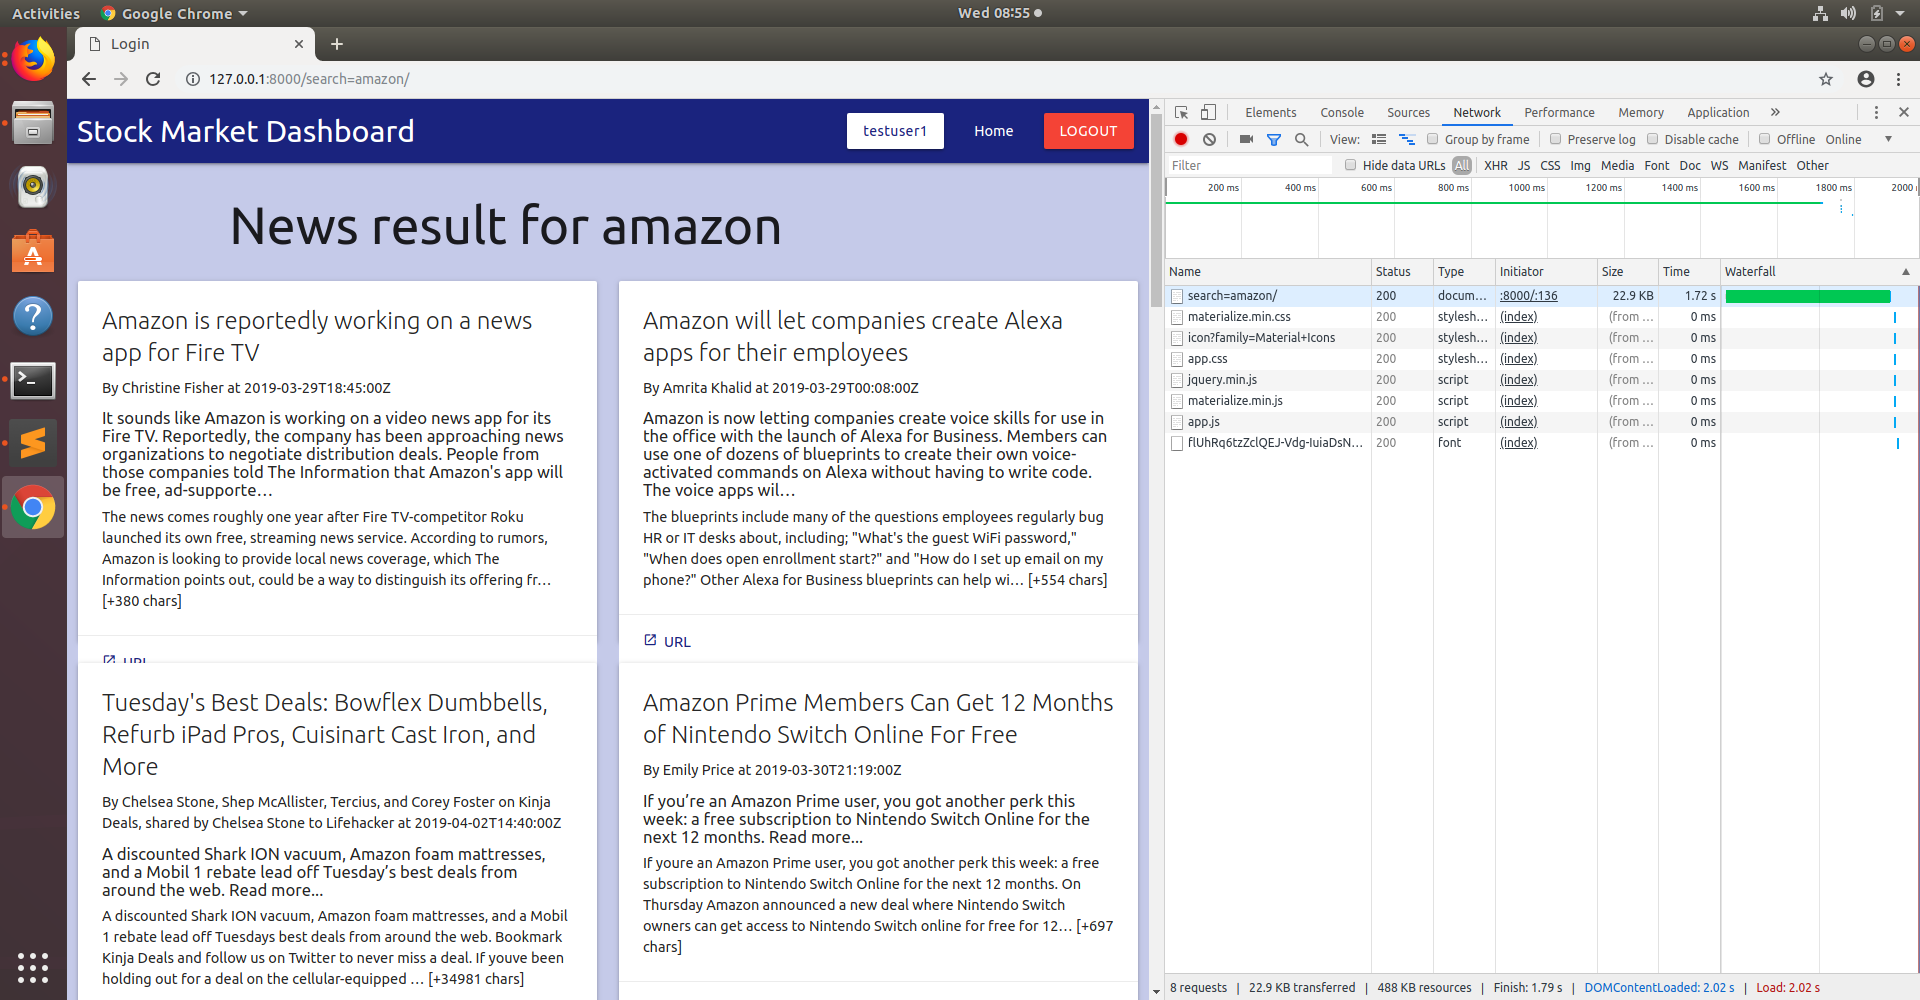 Activities Google Chrome Wed 08:55
Login
127.0.0.1:8000/search=amazon/
Stock Market Dashboard testuser1 Home LOGOUT
News result for amazon
Amazon is reportedly working on a news
app for Fire TV
By Christine Fisher at 2019-03-29T18:45:00Z
It sounds like Amazon is working on a video news app for its
Fire TV. Reportedly, the company has been approaching news
organizations to negotiate distribution deals. People from
those companies told The Information that Amazon's app will
be free, ad-supporte…
The news comes roughly one year after Fire TV-competitor Roku
launched its own free, streaming news service. According to rumors,
Amazon is looking to provide local news coverage, which The
Information points out, could be a way to distinguish its offering fr…
[+380 chars]
URL
Amazon will let companies create Alexa
apps for their employees
By Amrita Khalid at 2019-03-29T00:08:00Z
Amazon is now letting companies create voice skills for use in
the office with the launch of Alexa for Business. Members can
use one of dozens of blueprints to create their own voice-
activated commands on Alexa without having to write code.
The voice apps wil…
The blueprints include many of the questions employees regularly bug
HR or IT desks about, including; "What's the guest WiFi password,"
"When does open enrollment start?" and "How do I set up email on my
phone?" Other Alexa for Business blueprints can help wi… [+554 chars]
URL
Tuesday's Best Deals: Bowflex Dumbbells,
Refurb iPad Pros, Cuisinart Cast Iron, and
More
By Chelsea Stone, Shep McAllister, Tercius, and Corey Foster on Kinja
Deals, shared by Chelsea Stone to Lifehacker at 2019-04-02T14:40:00Z
A discounted Shark ION vacuum, Amazon foam mattresses,
and a Mobil 1 rebate lead off Tuesday’s best deals from
around the web. Read more...
A discounted Shark ION vacuum, Amazon foam mattresses, and a Mobil
1 rebate lead off Tuesdays best deals from around the web. Bookmark
Kinja Deals and follow us on Twitter to never miss a deal. If youve been
holding out for a deal on the cellular-equipped … [+34981 chars]
Amazon Prime Members Can Get 12 Months
of Nintendo Switch Online For Free
By Emily Price at 2019-03-30T21:19:00Z
If you’re an Amazon Prime user, you got another perk this
week: a free subscription to Nintendo Switch Online for the
next 12 months. Read more...
If youre an Amazon Prime user, you got another perk this week: a free
subscription to Nintendo Switch Online for the next 12 months. On
Thursday Amazon announced a new deal where Nintendo Switch
owners can get access to Nintendo Switch online for free for 12… [+697
chars]
Elements Console Sources Network Performance Memory Application
View: Group by frame Preserve log Disable cache Offline Online
Filter Hide data URLs All XHR JS CSS Img Media Font Doc WS Manifest Other
200 ms 400 ms 600 ms 800 ms 1000 ms 1200 ms 1400 ms 1600 ms 1800 ms 2000
Name Status Type Initiator Size Time Waterfall
search=amazon/ 200 docum… :8000/:136 22.9 KB 1.72 s
materialize.min.css 200 stylesh… (index) (from … 0 ms
icon?family=Material+Icons 200 stylesh… (index) (from … 0 ms
app.css 200 stylesh… (index) (from … 0 ms
jquery.min.js 200 script (index) (from … 0 ms
materialize.min.js 200 script (index) (from … 0 ms
app.js 200 script (index) (from … 0 ms
flUhRq6tzZclQEJ-Vdg-IuiaDsN… 200 font (index) (from … 0 ms
8 requests | 22.9 KB transferred | 488 KB resources | Finish: 1.79 s | DOMContentLoaded: 2.02 s | Load: 2.02 s